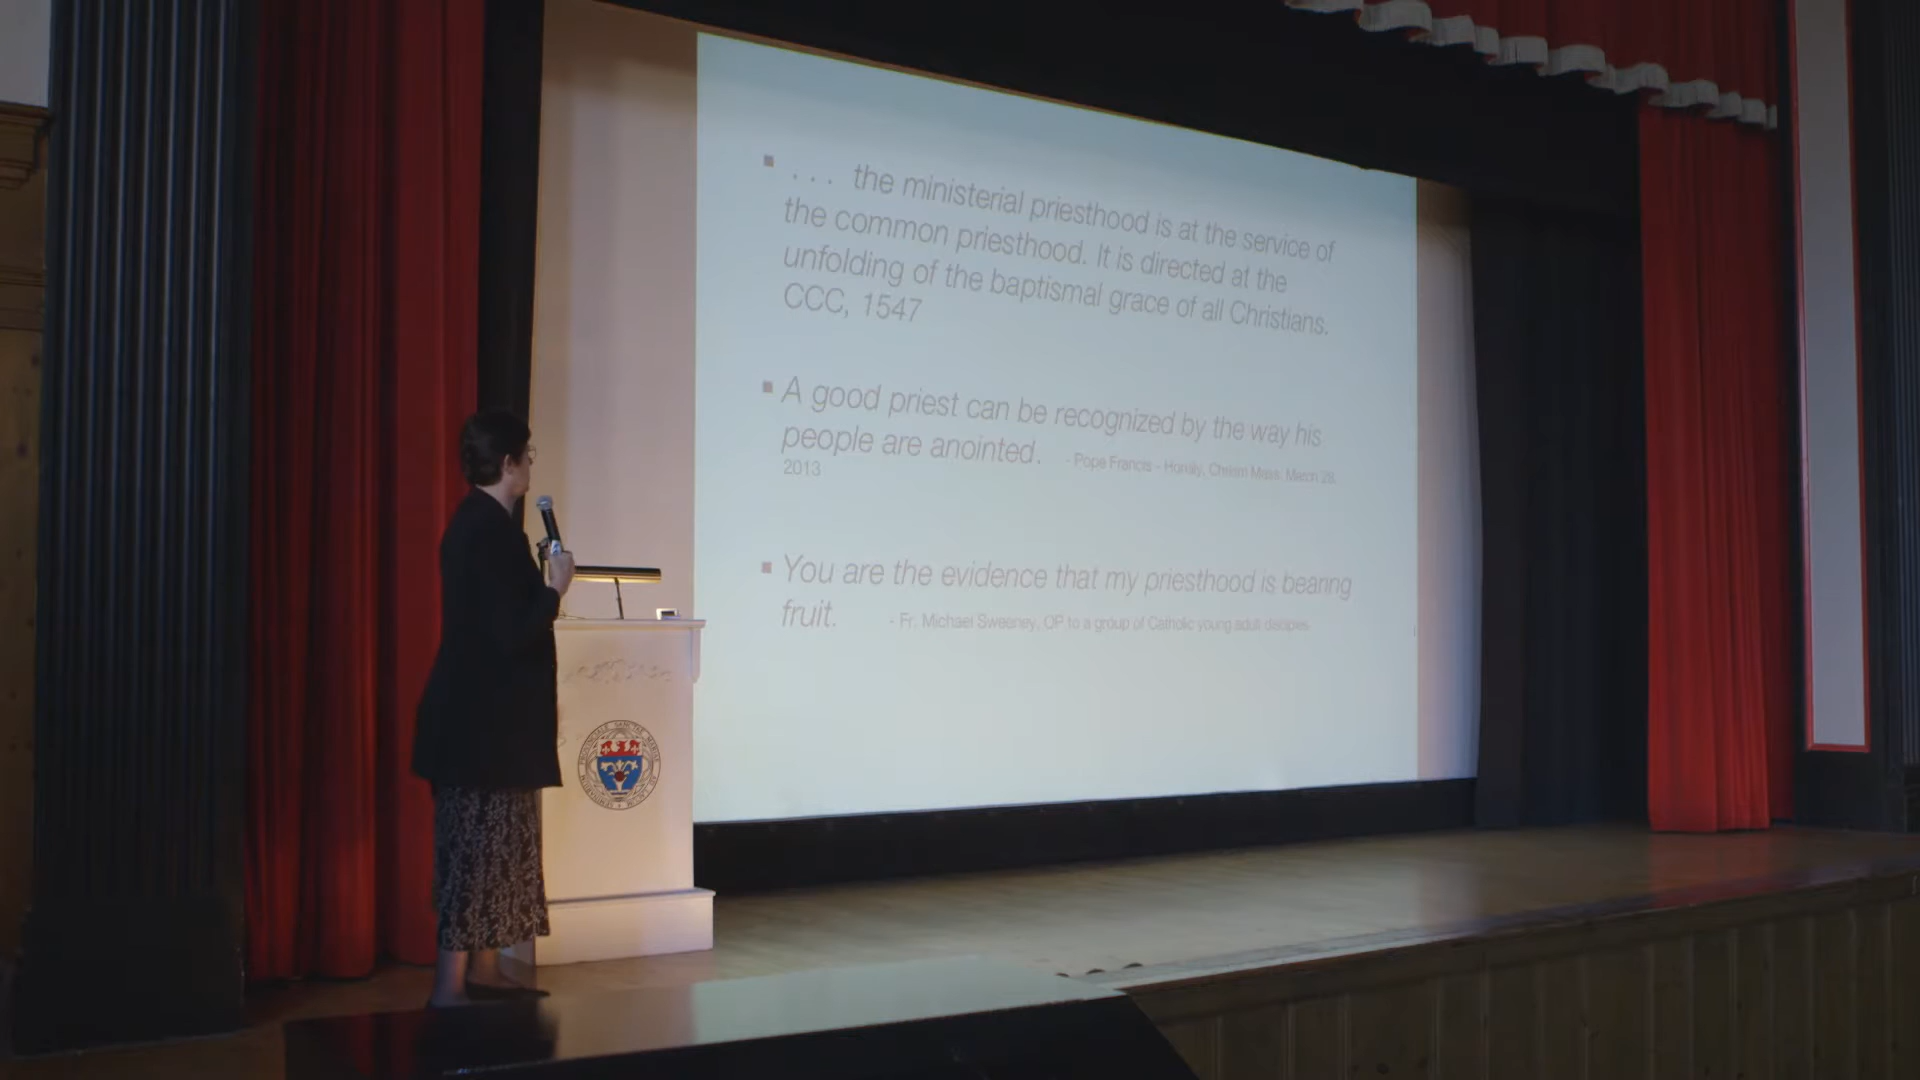 . . . the ministerial priesthood is at the service of
the common priesthood. It is directed at the
unfolding of the baptismal grace of all Christians.
CCC, 1547
A good priest can be recognized by the way his
people are anointed. - Pope Francis - Homily, Chrism Mass, March 28,
2013
You are the evidence that my priesthood is bearing
fruit. - Fr. Michael Sweeney, OP to a group of Catholic young adult disciples